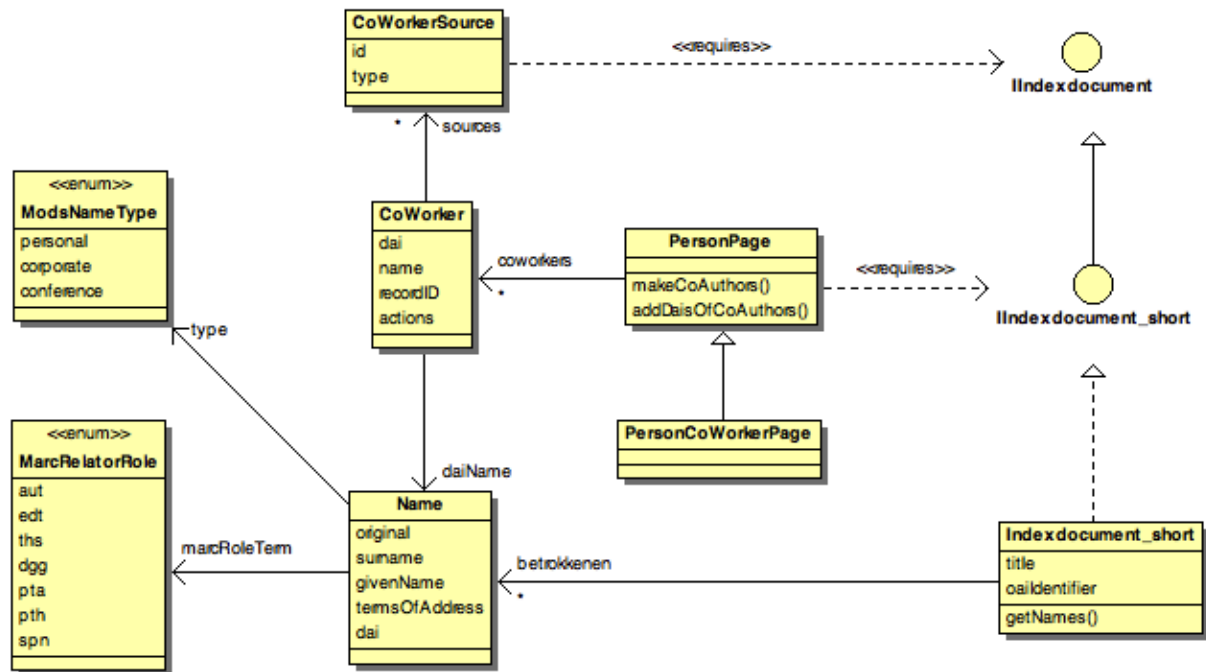 CoWorkerSource
id
type
<<requires>>
IIndexdocument
*
sources
<<enum>>
ModsNameType
personal
corporate
conference
CoWorker
dai
name
recordID
actions
coworkers
*
PersonPage
makeCoAuthors()
addDaisOfCoAuthors()
<<requires>>
IIndexdocument_short
type
PersonCoWorkerPage
<<enum>>
MarcRelatorRole
aut
edt
ths
dgg
pta
pth
spn
marcRoleTerm
daiName
Name
original
surname
givenName
termsOfAddress
dai
betrokkenen
*
Indexdocument_short
title
oaiIdentifier
getNames()